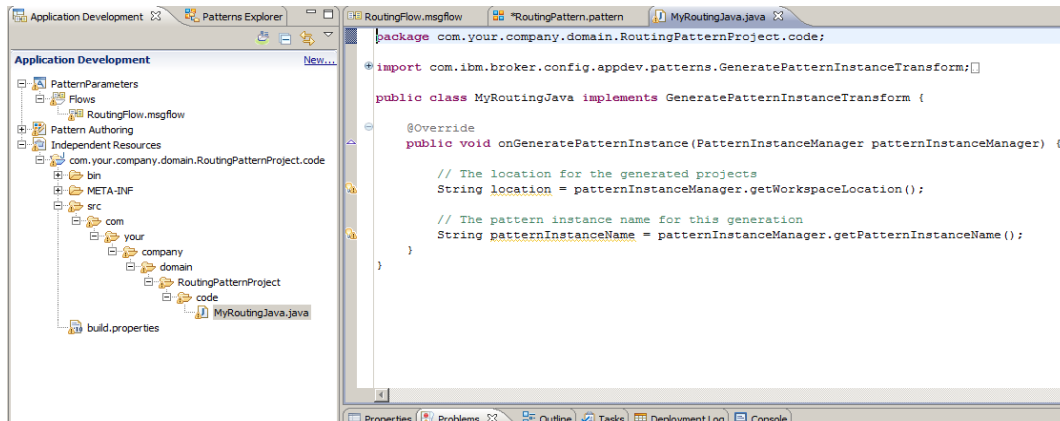 Application Development
Patterns Explorer
Application Development
New...
PatternParameters
Flows
RoutingFlow.msgflow
Pattern Authoring
Independent Resources
com.your.company.domain.RoutingPatternProject.code
bin
META-INF
src
com
your
company
domain
RoutingPatternProject
code
MyRoutingJava.java
build.properties
RoutingFlow.msgflow
*RoutingPattern.pattern
MyRoutingJava.java
package com.your.company.domain.RoutingPatternProject.code;
import com.ibm.broker.config.appdev.patterns.GeneratePatternInstanceTransform;
public class MyRoutingJava implements GeneratePatternInstanceTransform {
@Override
public void onGeneratePatternInstance(PatternInstanceManager patternInstanceManager) {
// The location for the generated projects
String location = patternInstanceManager.getWorkspaceLocation();
// The pattern instance name for this generation
String patternInstanceName = patternInstanceManager.getPatternInstanceName();
}
}
Properties
Problems
Outline
Tasks
Deployment Log
Console